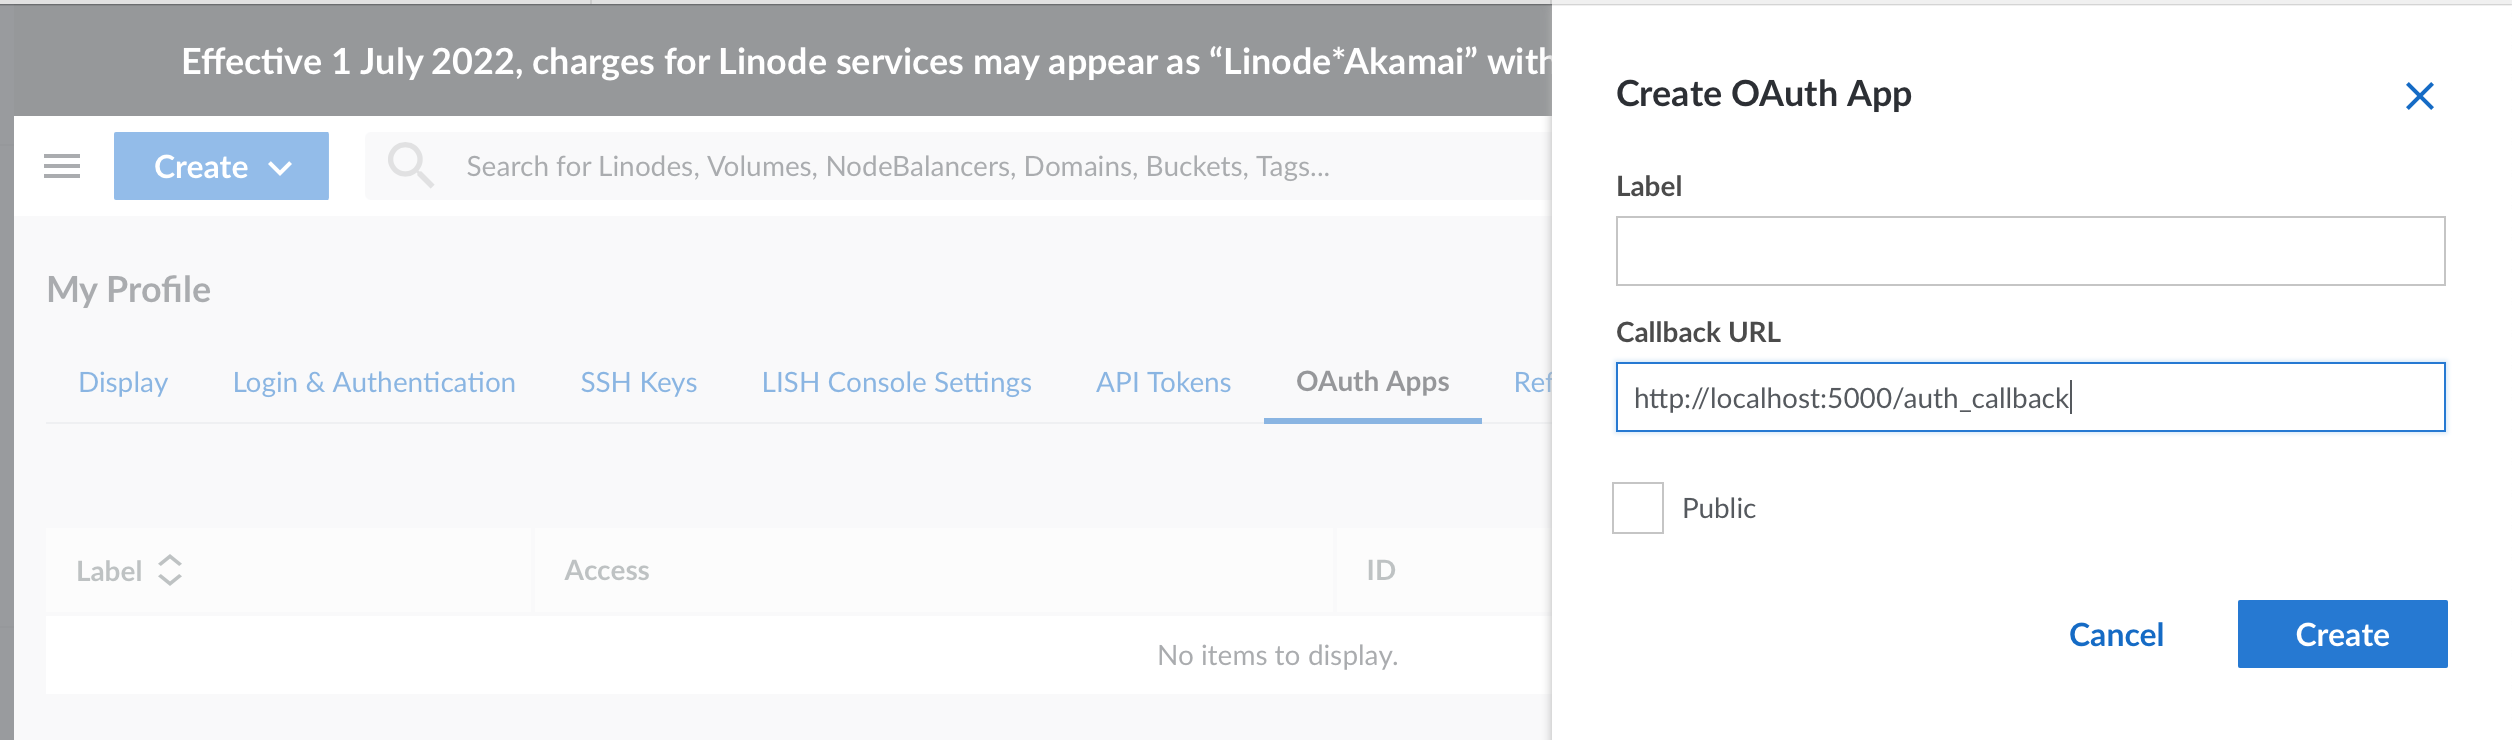 Effective 1 July 2022, charges for Linode services may appear as “Linode*Akamai” with
Create
Search for Linodes, Volumes, NodeBalancers, Domains, Buckets, Tags...
My Profile
Display Login & Authentication SSH Keys LISH Console Settings API Tokens OAuth Apps Ref
Label Access ID
No items to display.
Create OAuth App
Label
Callback URL
http://localhost:5000/auth_callback
Public
Cancel Create